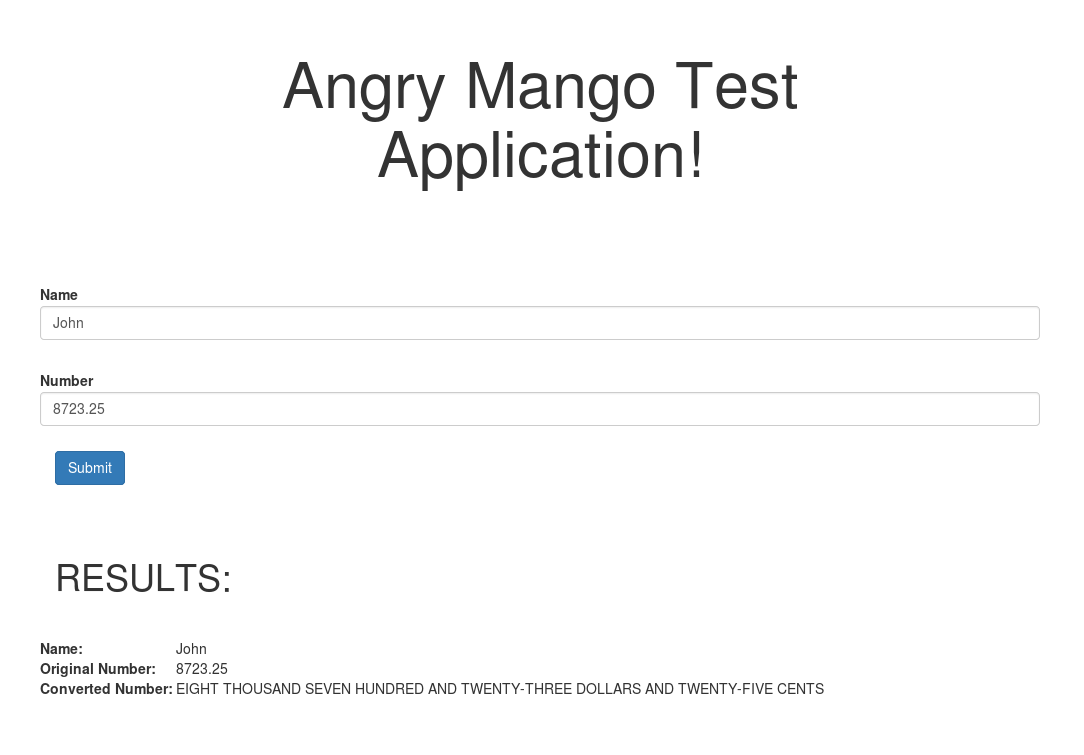 Angry Mango Test
Application!
Name
John
Number
8723.25
Submit
RESULTS:
Name: John
Original Number: 8723.25
Converted Number: EIGHT THOUSAND SEVEN HUNDRED AND TWENTY-THREE DOLLARS AND TWENTY-FIVE CENTS